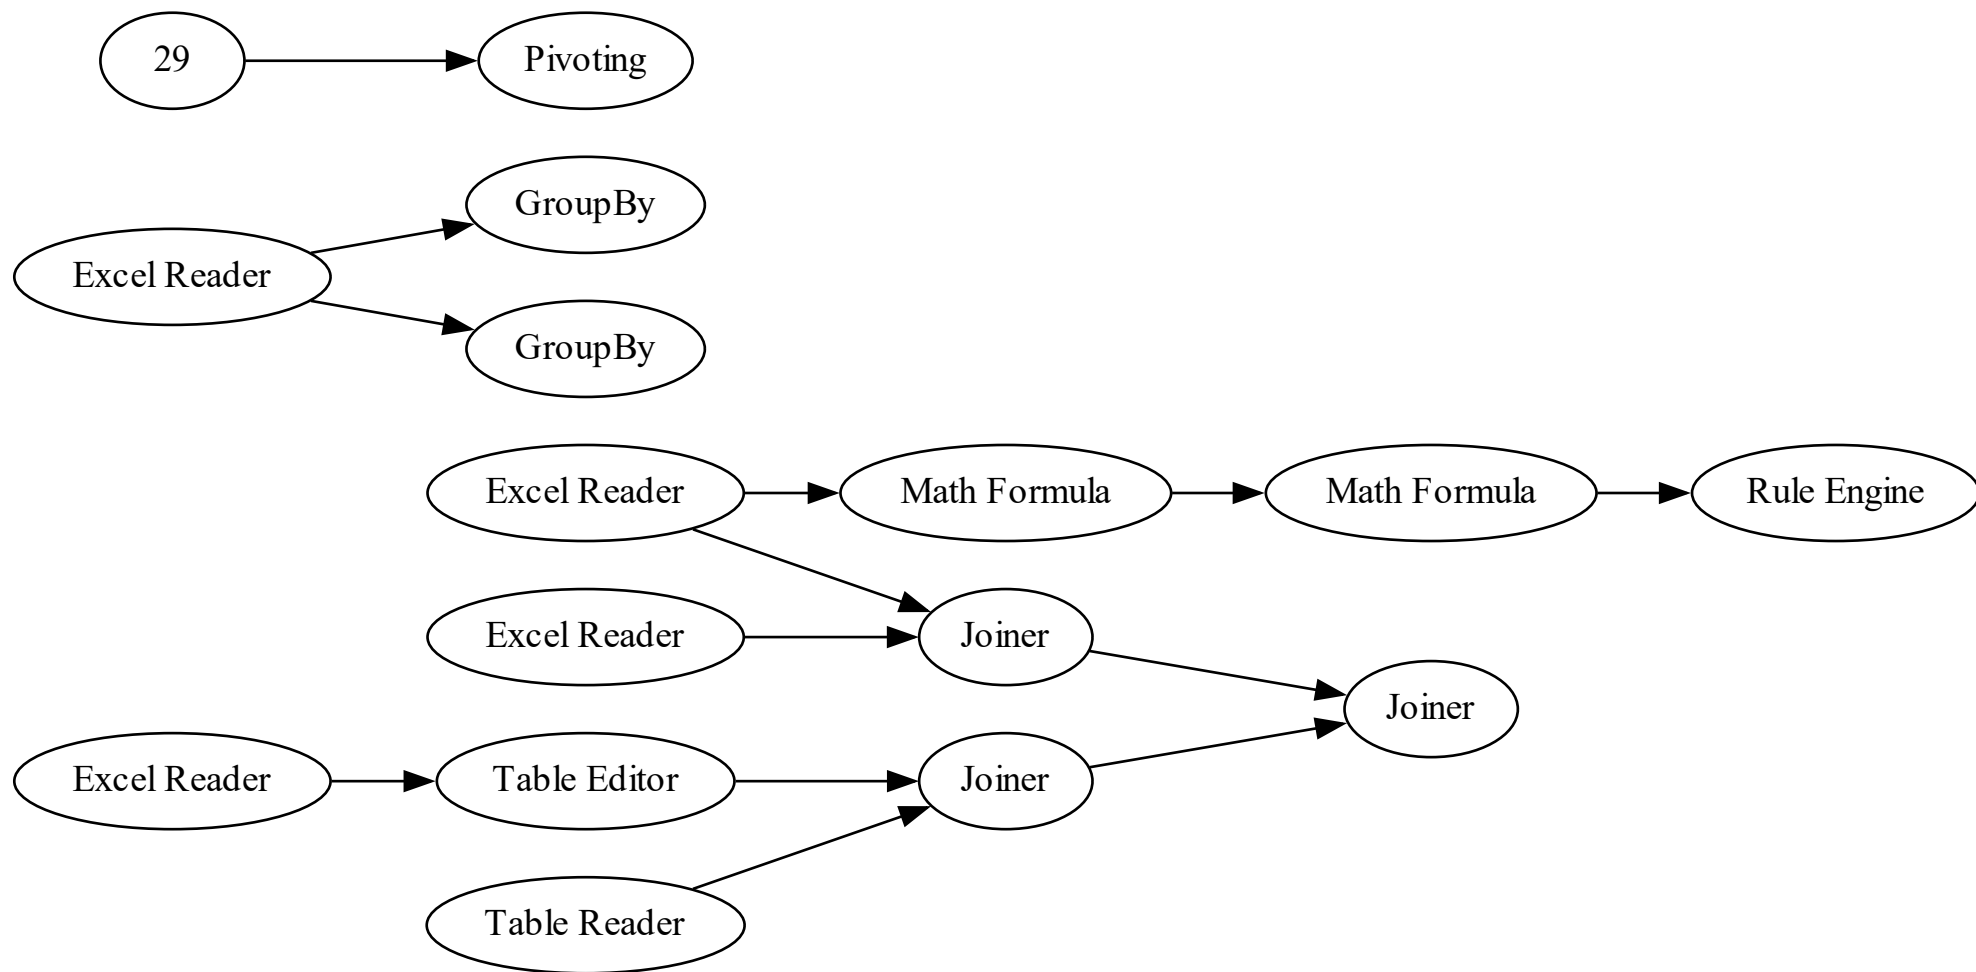 29
Pivoting
GroupBy
Excel Reader
GroupBy
Excel Reader
Math Formula
Math Formula
Rule Engine
Excel Reader
Joiner
Joiner
Excel Reader
Table Editor
Joiner
Table Reader